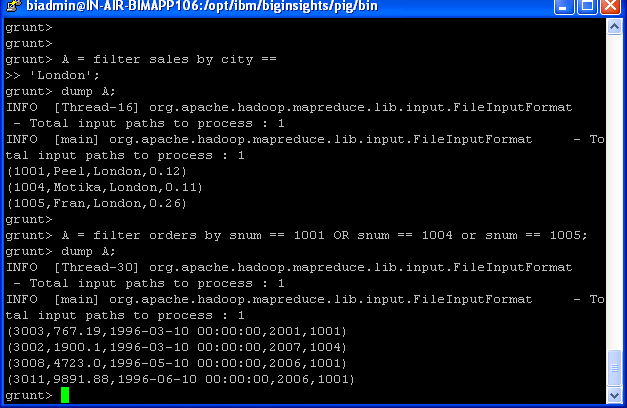 biadmin@IN-AIR-BIMAPP106:/opt/ibm/biginsights/pig/bin
grunt>
grunt>
grunt> A = filter sales by city ==
>> 'London';
grunt> dump A;
INFO  [Thread-16] org.apache.hadoop.mapreduce.lib.input.FileInputFormat
 - Total input paths to process : 1
INFO  [main] org.apache.hadoop.mapreduce.lib.input.FileInputFormat     - To
tal input paths to process : 1
(1001,Peel,London,0.12)
(1004,Motika,London,0.11)
(1005,Fran,London,0.26)
grunt>
grunt> A = filter orders by snum == 1001 OR snum == 1004 or snum == 1005;
grunt> dump A;
INFO  [Thread-30] org.apache.hadoop.mapreduce.lib.input.FileInputFormat
 - Total input paths to process : 1
INFO  [main] org.apache.hadoop.mapreduce.lib.input.FileInputFormat     - To
tal input paths to process : 1
(3003,767.19,1996-03-10 00:00:00,2001,1001)
(3002,1900.1,1996-03-10 00:00:00,2007,1004)
(3008,4723.0,1996-05-10 00:00:00,2006,1001)
(3011,9891.88,1996-06-10 00:00:00,2006,1001)
grunt>